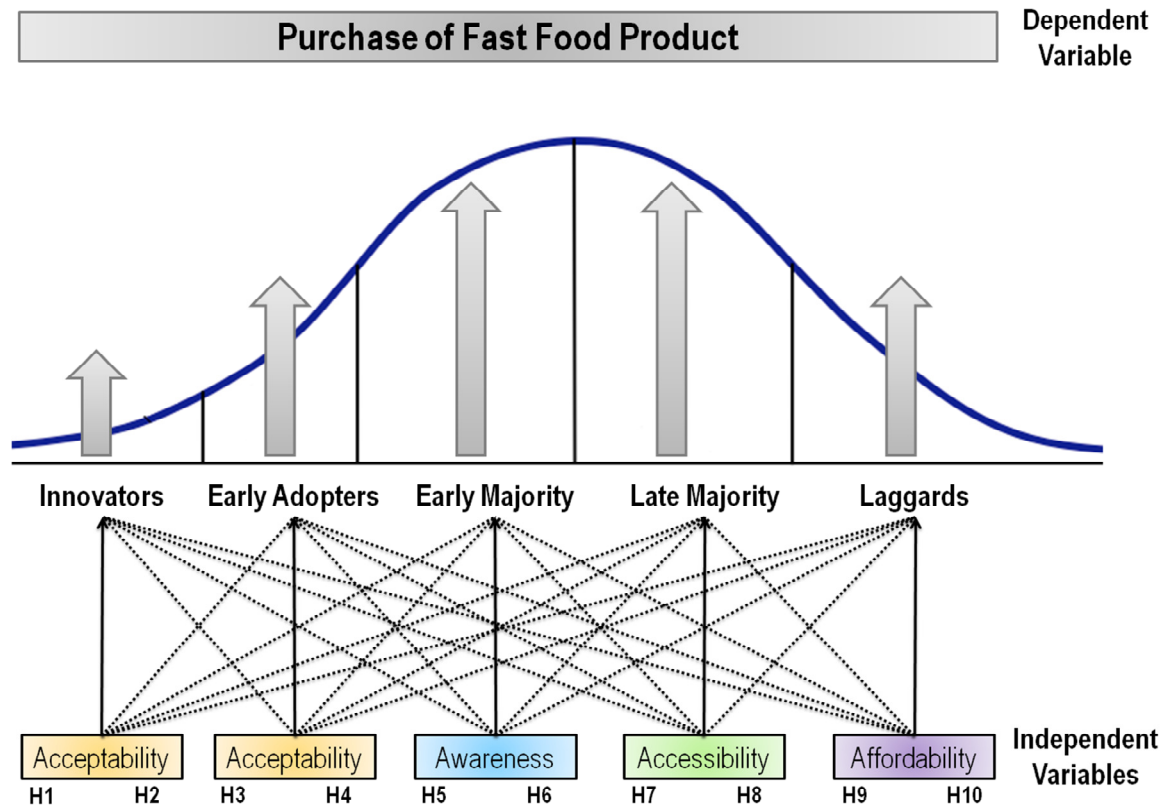 Purchase of Fast Food Product
Dependent
Variable
Innovators Early Adopters Early Majority Late Majority Laggards
Acceptability Acceptability Awareness Accessibility Affordability
Independent
Variables
H1 H2 H3 H4 H5 H6 H7 H8 H9 H10